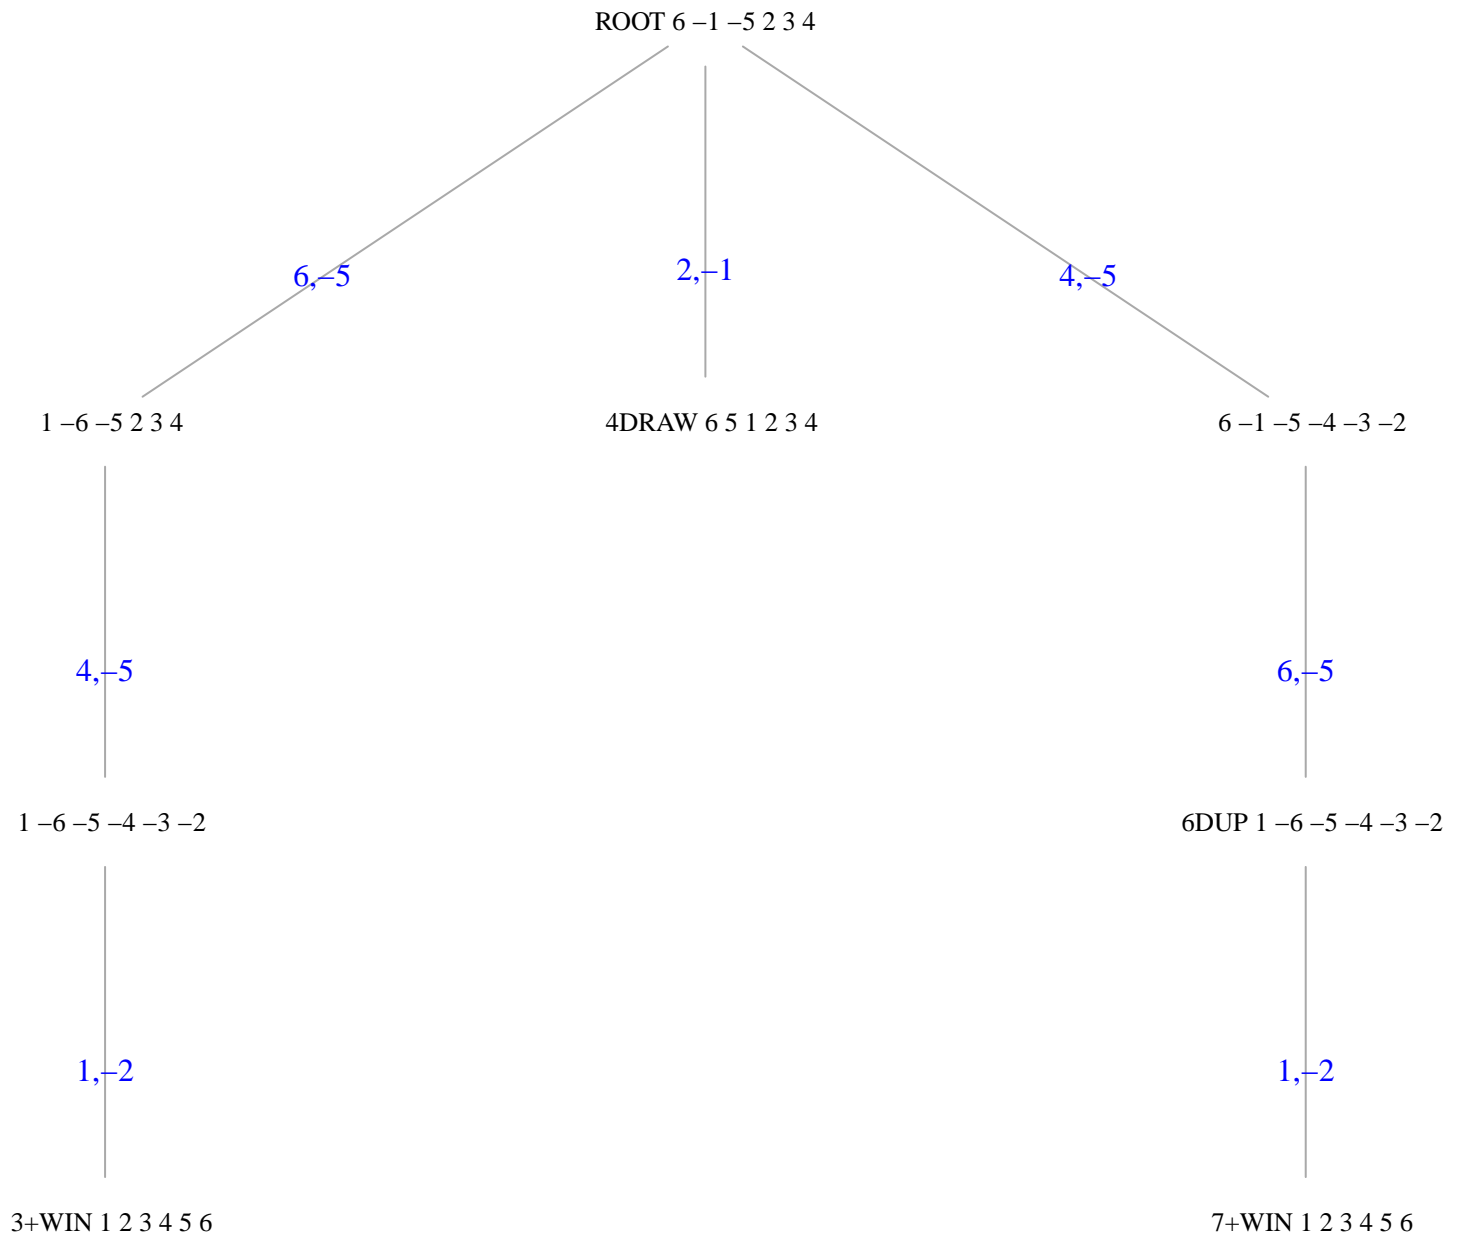 ROOT 6 –1 –5 2 3 4
6,–5
2,–1
4,–5
1 –6 –5 2 3 4
4DRAW 6 5 1 2 3 4
6 –1 –5 –4 –3 –2
4,–5
6,–5
1 –6 –5 –4 –3 –2
6DUP 1 –6 –5 –4 –3 –2
1,–2
1,–2
3+WIN 1 2 3 4 5 6
7+WIN 1 2 3 4 5 6